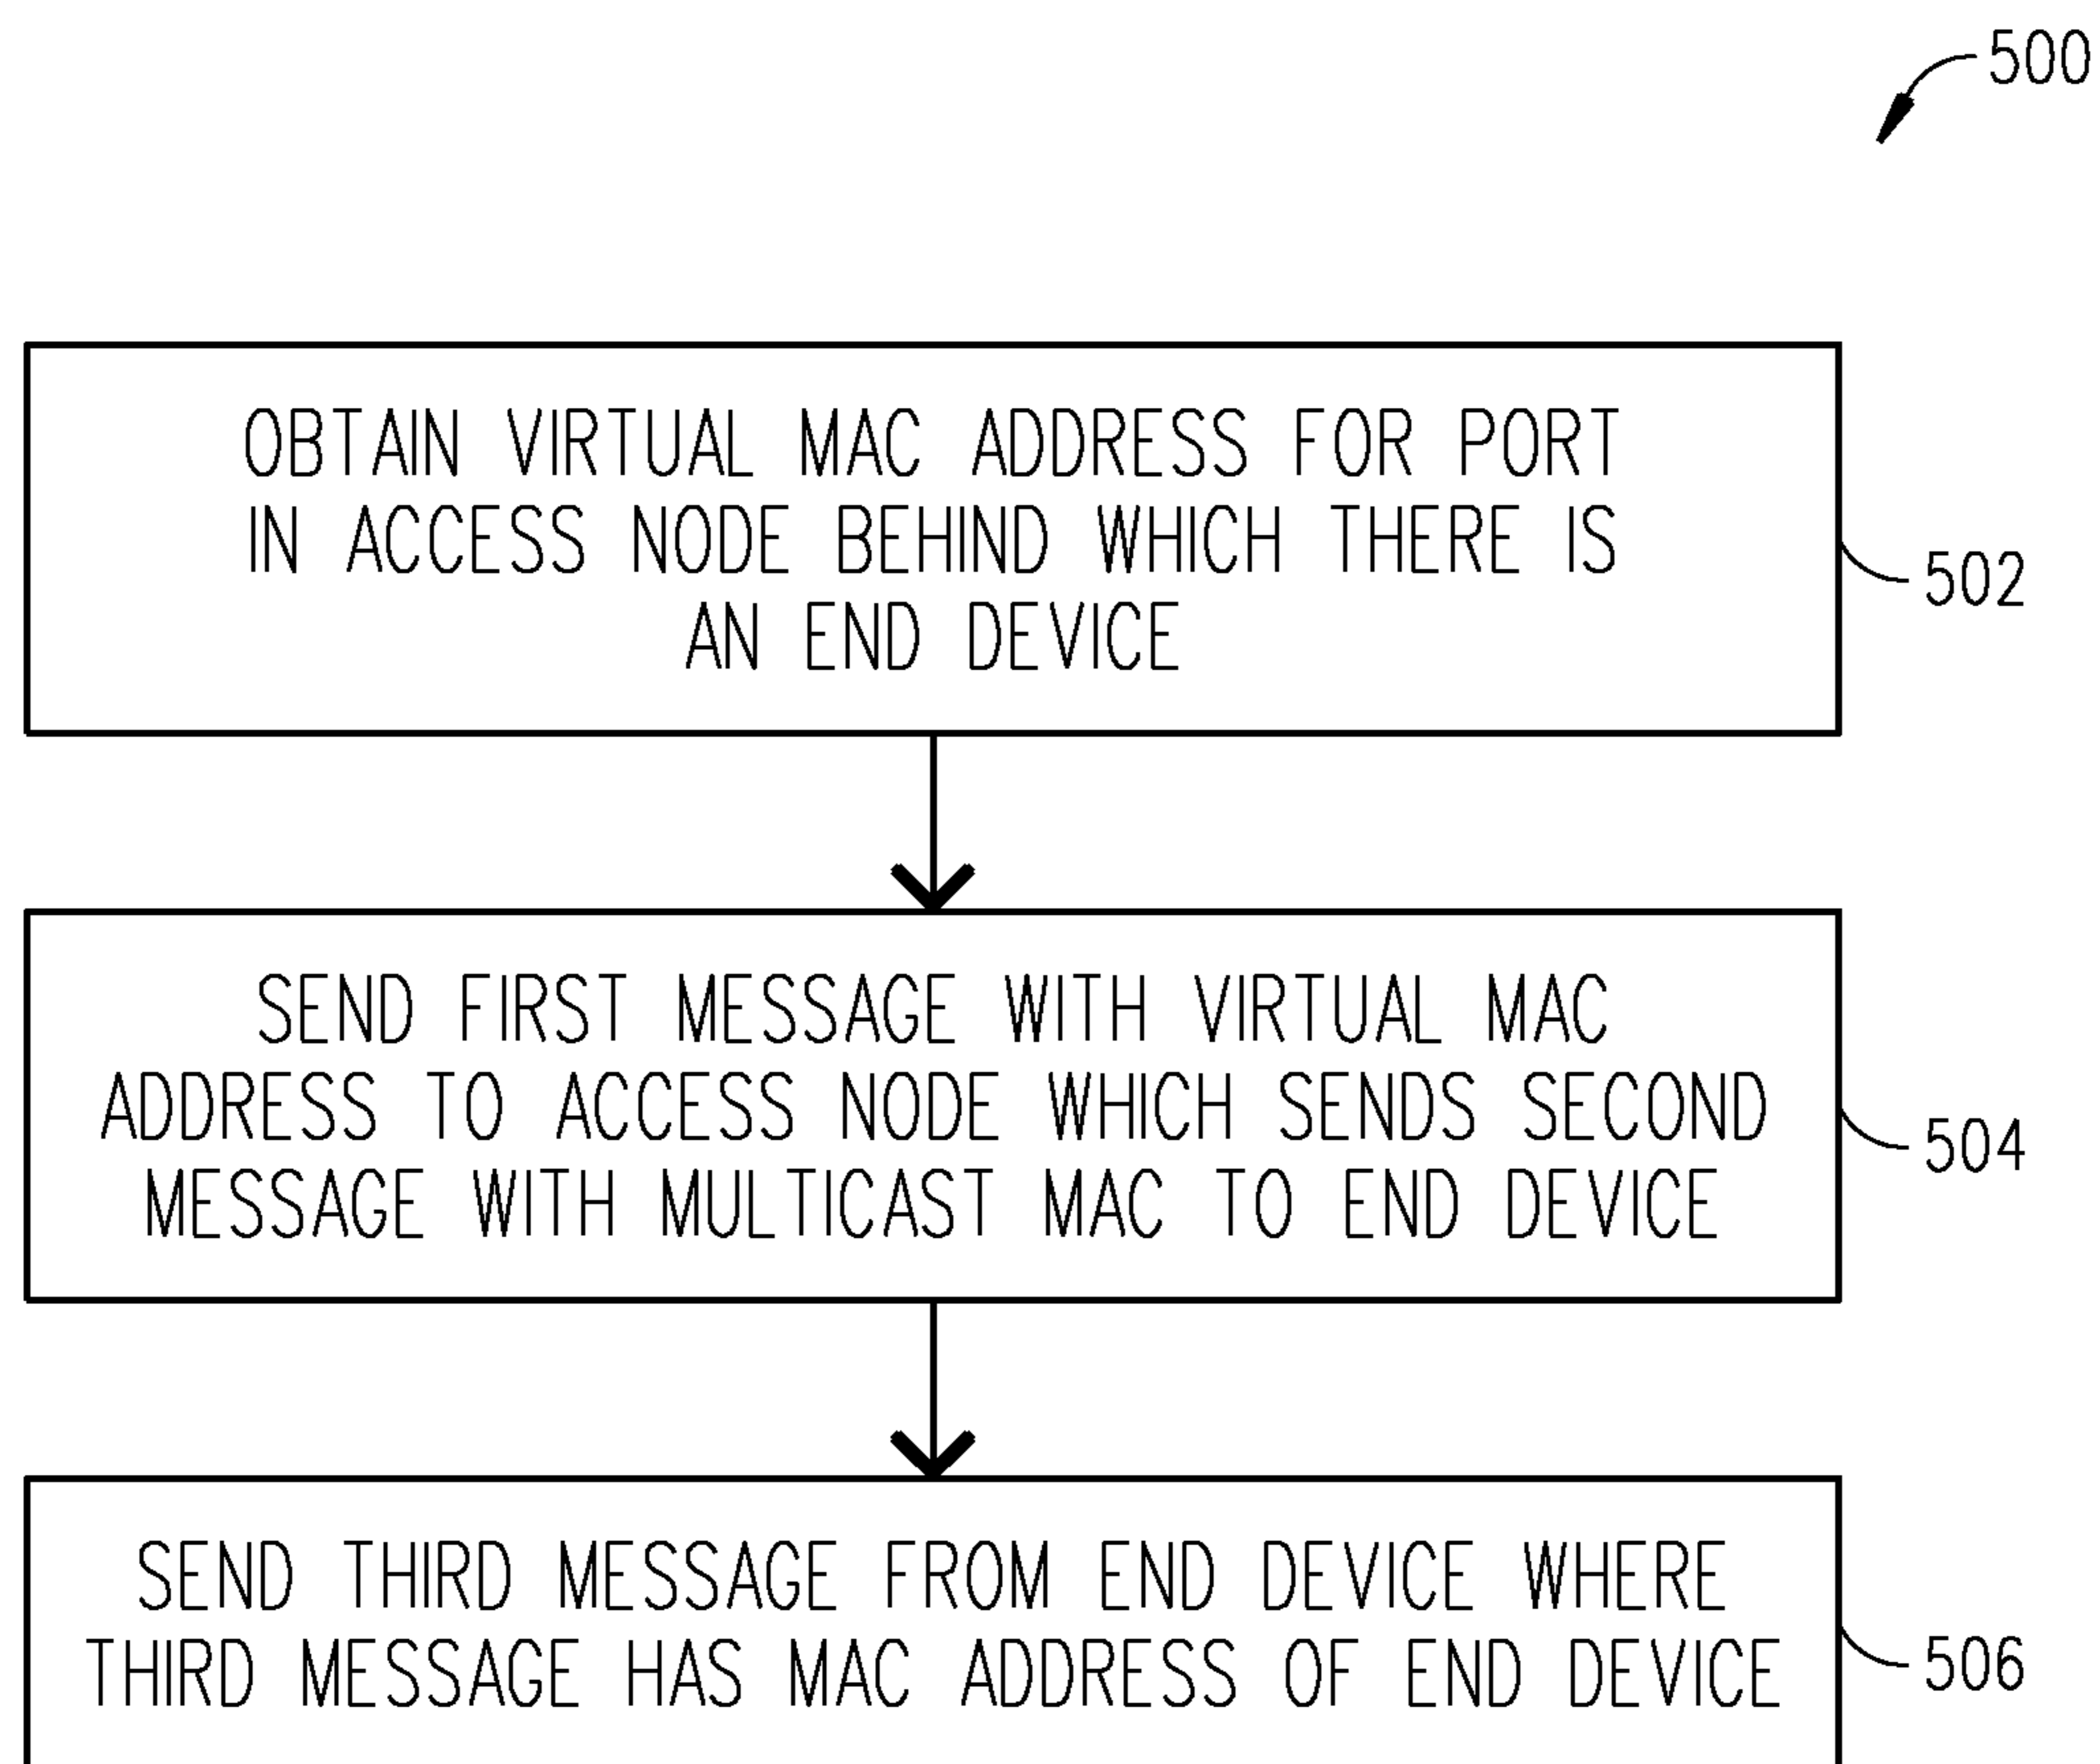 500
OBTAIN VIRTUAL MAC ADDRESS FOR PORT
IN ACCESS NODE BEHIND WHICH THERE IS
AN END DEVICE
502
SEND FIRST MESSAGE WITH VIRTUAL MAC
ADDRESS TO ACCESS NODE WHICH SENDS SECOND
MESSAGE WITH MULTICAST MAC TO END DEVICE
504
SEND THIRD MESSAGE FROM END DEVICE WHERE
THIRD MESSAGE HAS MAC ADDRESS OF END DEVICE
506